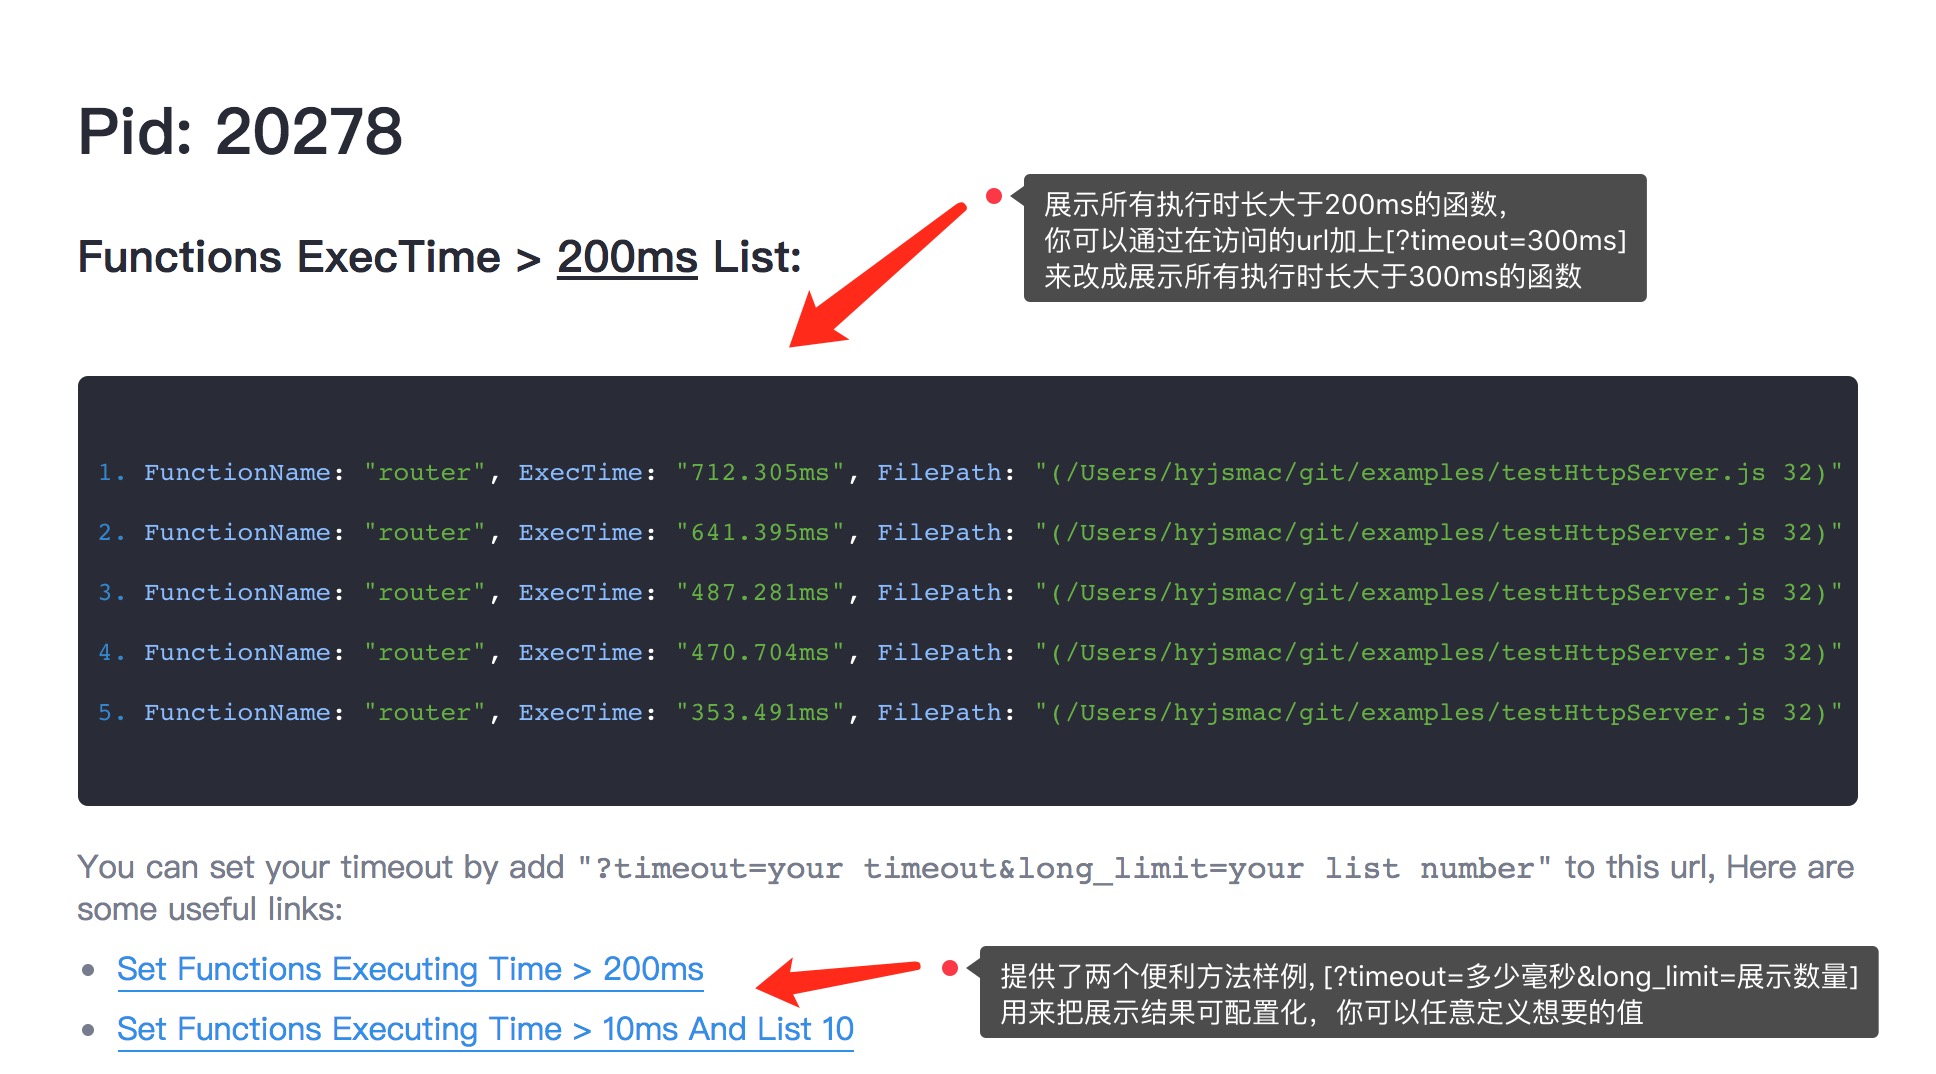 Pid: 20278
展示所有执行时长大于200ms的函数，
你可以通过在访问的url加上[?timeout=300ms]
来改成展示所有执行时长大于300ms的函数
Functions ExecTime > 200ms List:
1. FunctionName: "router", ExecTime: "712.305ms", FilePath: "(/Users/hyjsmac/git/examples/testHttpServer.js 32)"
2. FunctionName: "router", ExecTime: "641.395ms", FilePath: "(/Users/hyjsmac/git/examples/testHttpServer.js 32)"
3. FunctionName: "router", ExecTime: "487.281ms", FilePath: "(/Users/hyjsmac/git/examples/testHttpServer.js 32)"
4. FunctionName: "router", ExecTime: "470.704ms", FilePath: "(/Users/hyjsmac/git/examples/testHttpServer.js 32)"
5. FunctionName: "router", ExecTime: "353.491ms", FilePath: "(/Users/hyjsmac/git/examples/testHttpServer.js 32)"
You can set your timeout by add "?timeout=your timeout&long_limit=your list number" to this url, Here are
some useful links:
Set Functions Executing Time > 200ms
Set Functions Executing Time > 10ms And List 10
提供了两个便利方法样例, [?timeout=多少毫秒&long_limit=展示数量]
用来把展示结果可配置化，你可以任意定义想要的值